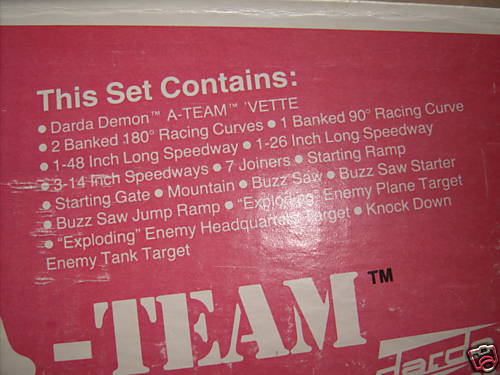 This Set Contains:
• Darda Demon™ A-TEAM™ 'VETTE
• 2 Banked 180° Racing Curves • 1 Banked 90° Racing Curve
• 1-48 Inch Long Speedway • 1-26 Inch Long Speedway
• 3-14 Inch Speedways • 7 Joiners • Starting Ramp
• Starting Gate • Mountain • Buzz Saw • Buzz Saw Starter
• Buzz Saw Jump Ramp • "Exploding" Enemy Plane Target
• "Exploding" Enemy Headquarters Target • Knock Down
Enemy Tank Target
A-TEAM™
darda